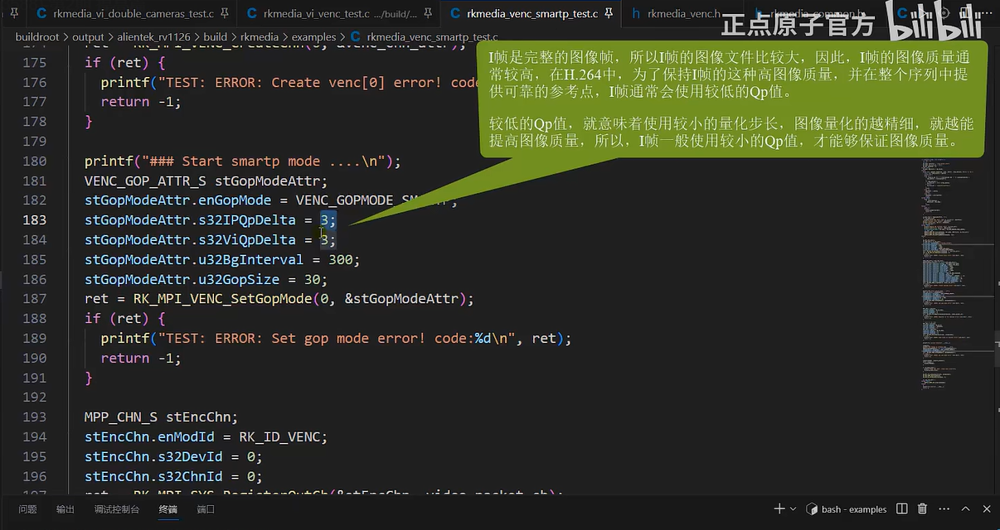 rkmedia_vi_double_cameras_test.c
rkmedia_vi_venc_test.c .../build/...
rkmedia_venc_smartp_test.c
rkmedia_venc.h
rkmedia_common.h
正点原子官方 bilibili
buildroot > output > alientek_rv1126 > build > rkmedia > examples > C rkmedia_venc_smartp_test.c
175 if (ret) {
176 printf("TEST: ERROR: Create venc[0] error! code
177 return -1;
178 }
179
180 printf("### Start smartp mode ....\n");
181 VENC_GOP_ATTR_S stGopModeAttr;
182 stGopModeAttr.enGopMode = VENC_GOPMODE_SMARTP;
183 stGopModeAttr.s32IPQpDelta = 3;
184 stGopModeAttr.s32ViQpDelta = 3;
185 stGopModeAttr.u32BgInterval = 300;
186 stGopModeAttr.u32GopSize = 30;
187 ret = RK_MPI_VENC_SetGopMode(0, &stGopModeAttr);
188 if (ret) {
189 printf("TEST: ERROR: Set gop mode error! code:%d\n", ret);
190 return -1;
191 }
192
193 MPP_CHN_S stEncChn;
194 stEncChn.enModId = RK_ID_VENC;
195 stEncChn.s32DevId = 0;
196 stEncChn.s32ChnId = 0;
I帧是完整的图像帧，所以I帧的图像文件比较大，因此，I帧的图像质量通
常较高，在H.264中，为了保持I帧的这种高图像质量，并在整个序列中提
供可靠的参考点，I帧通常会使用较低的Qp值。
较低的Qp值，就意味着使用较小的量化步长，图像量化的越精细，就越能
提高图像质量，所以，I帧一般使用较小的Qp值，才能够保证图像质量。
问题 输出 调试控制台 终端 端口
bash - examples